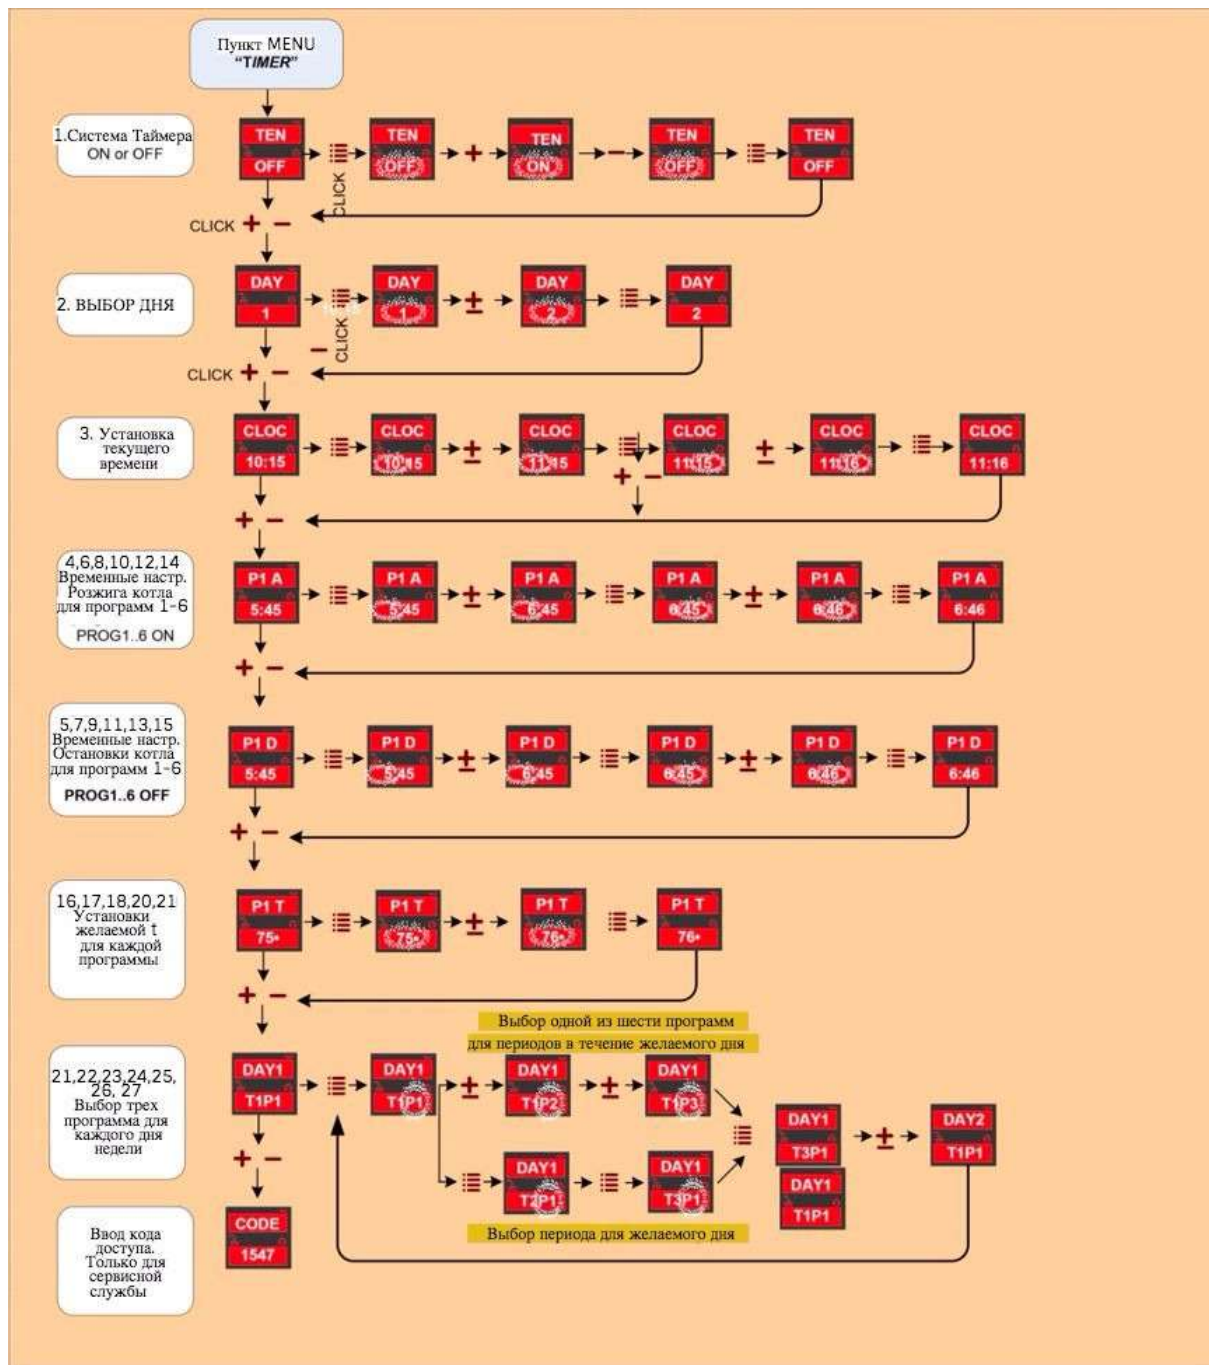 Пункт MENU
“TIMER”
1.Система Таймера
ON or OFF
TEN
OFF
TEN
OFF
+
TEN
ON
−
TEN
OFF
TEN
OFF
CLICK
CLICK + −
2. ВЫБОР ДНЯ
DAY
1
DAY
1
±
DAY
2
DAY
2
− CLICK
CLICK + −
3. Установка
текущего
времени
CLOC
10:15
CLOC
10:15
±
CLOC
11:15
CLOC
11:15
±
CLOC
11:16
CLOC
11:16
+ −
+ −
4,6,8,10,12,14
Временные настр.
Розжига котла
для программ 1-6
PROG1..6 ON
P1 A
5:45
P1 A
5:45
±
P1 A
6:45
P1 A
6:45
±
P1 A
6:46
P1 A
6:46
+ −
5,7,9,11,13,15
Временные настр.
Остановки котла
для программ 1-6
PROG1..6 OFF
P1 D
5:45
P1 D
5:45
±
P1 D
6:45
P1 D
6:45
±
P1 D
6:46
P1 D
6:46
+ −
16,17,18,20,21
Установки
желаемой t
для каждой
программы
P1 T
75•
P1 T
75•
±
P1 T
76•
P1 T
76•
+ −
Выбор одной из шести программ
для периодов в течение желаемого дня
21,22,23,24,25,
26, 27
Выбор трех
программа для
каждого дня
недели
DAY1
T1P1
DAY1
T1P1
±
DAY1
T1P2
±
DAY1
T1P3
DAY1
T2P1
DAY1
T3P1
DAY1
T3P1
±
DAY2
T1P1
DAY1
T1P1
+ −
Выбор периода для желаемого дня
Ввод кода
доступа.
Только для
сервисной
службы
CODE
1547